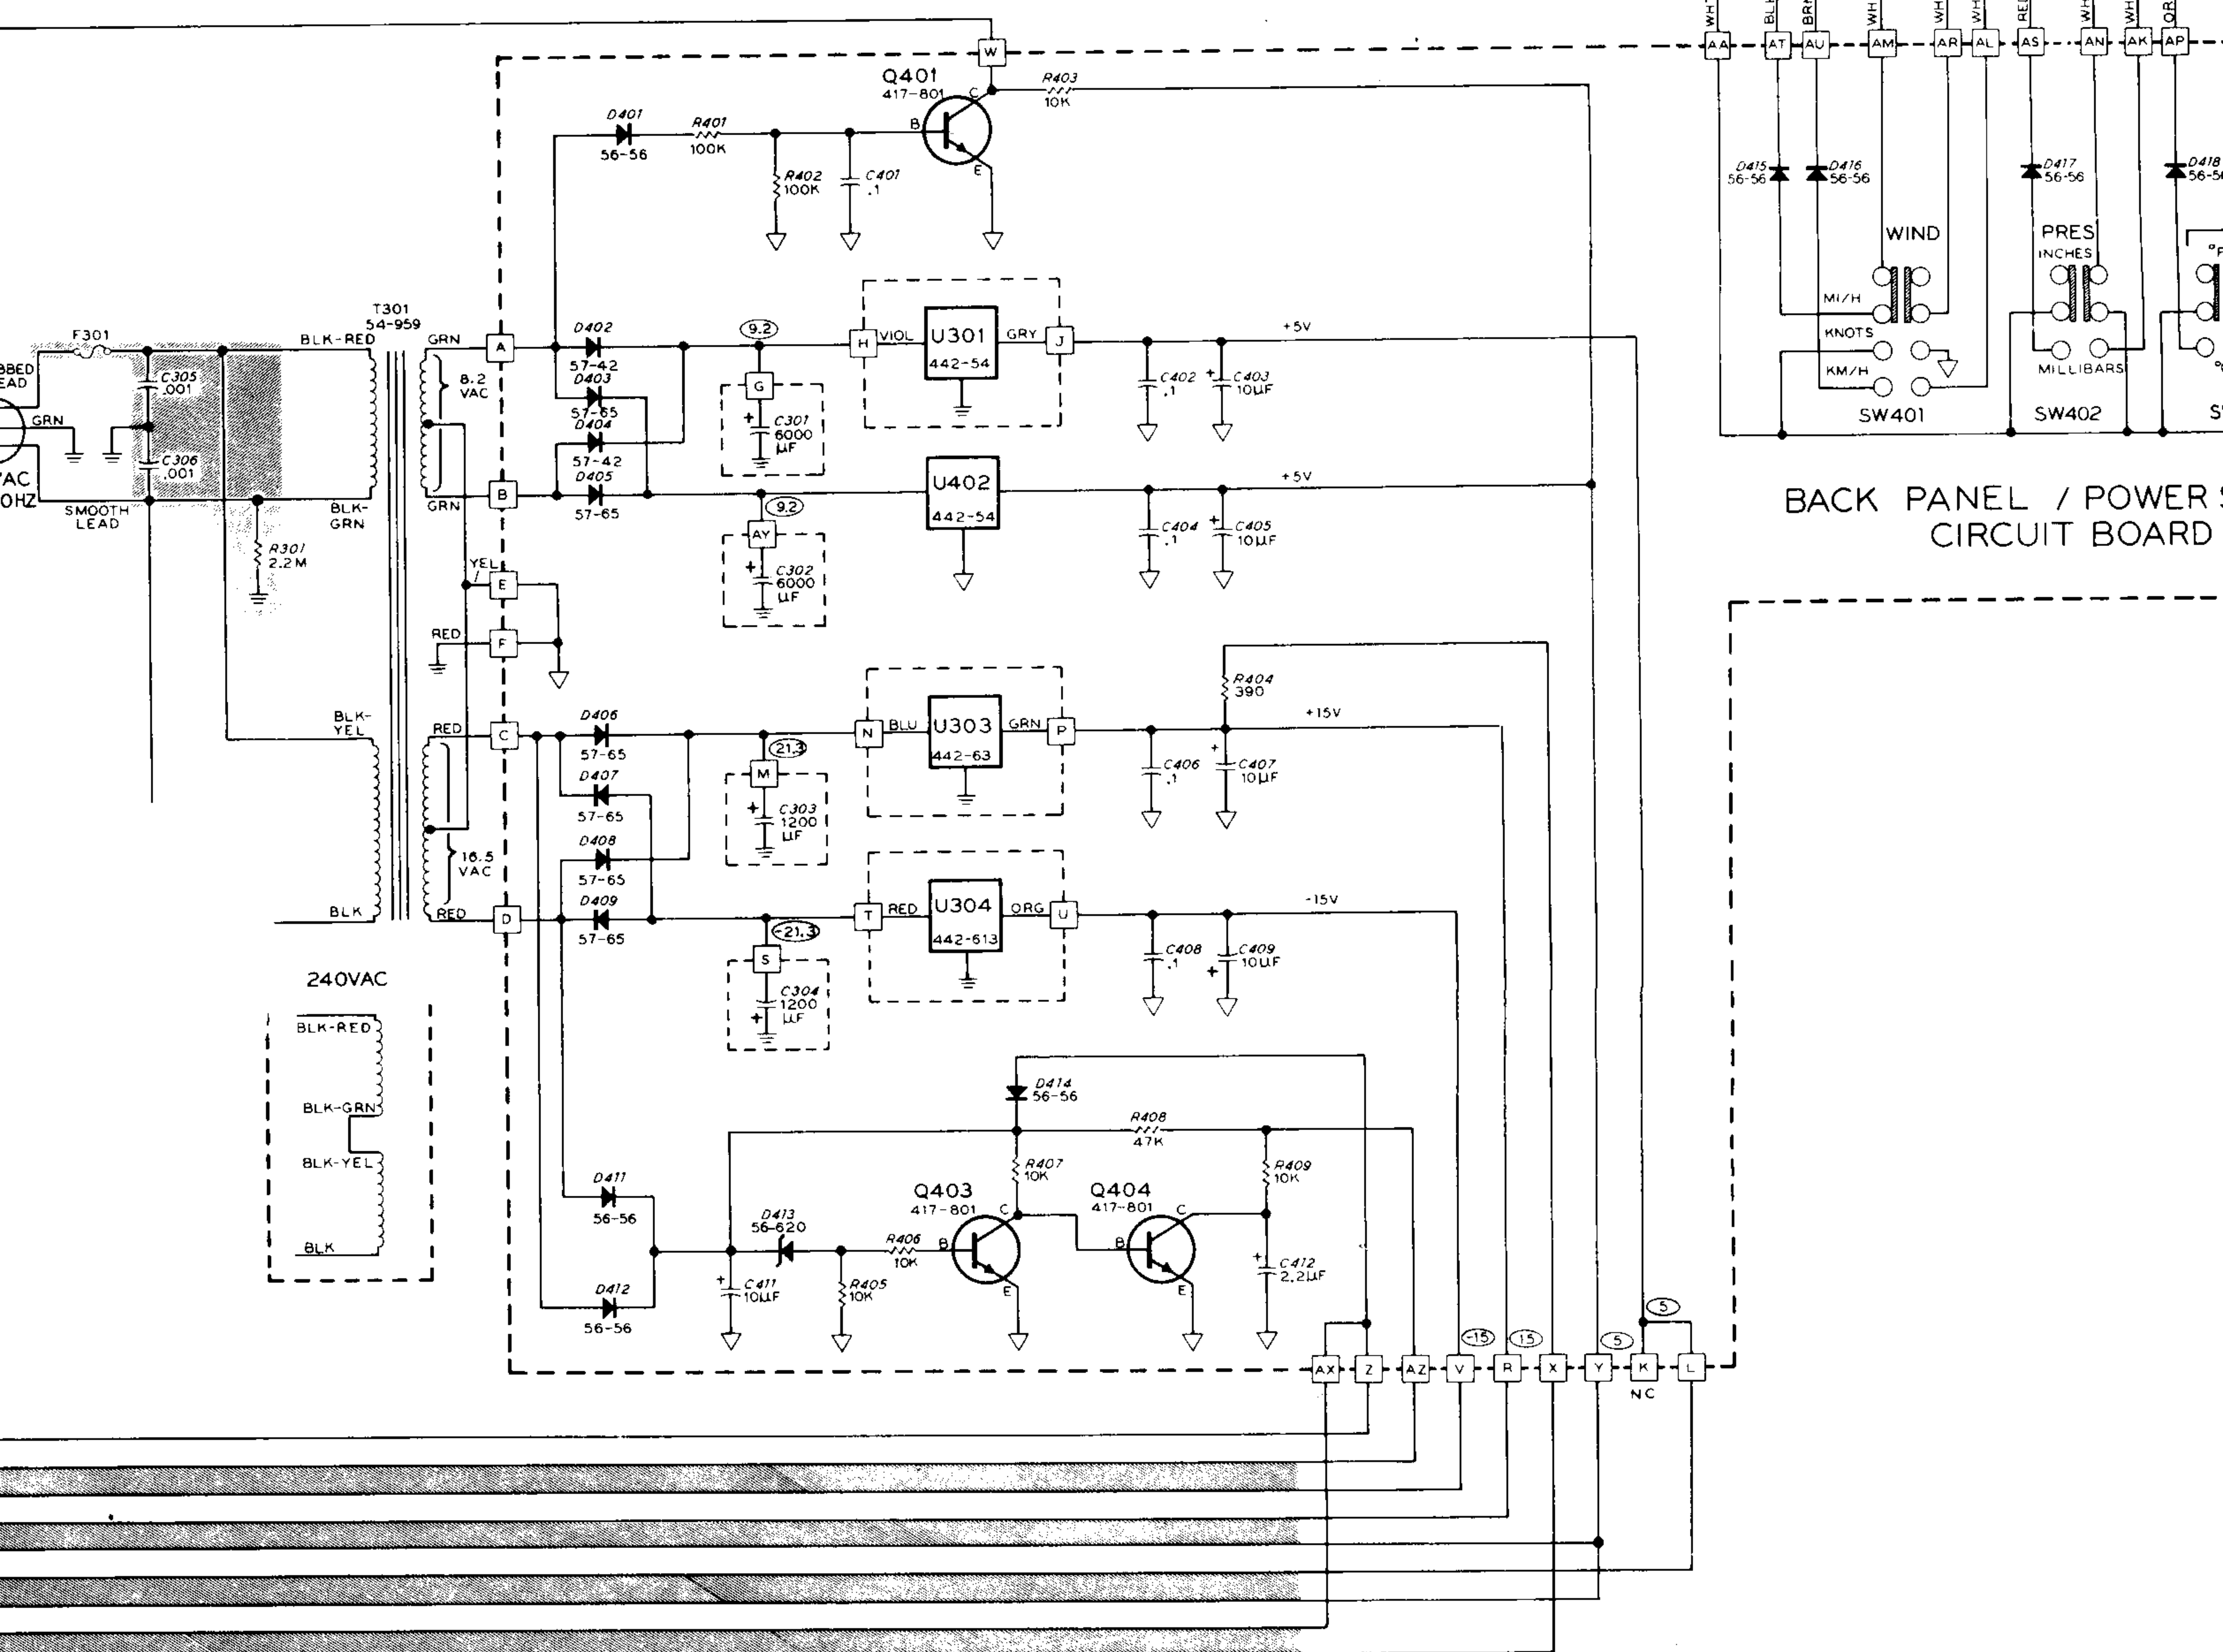 W
AA
AT
AU
AM
AR
AL
AS
AN
AK
AP
Q401
417-801
C
B
E
R403
10K
D401
56-56
R401
100K
R402
100K
C401
.1
D415
56-56
D416
56-56
D417
56-56
D418
WIND
MI/H
KNOTS
KM/H
SW401
PRES
INCHES
MILLIBARS
SW402
BACK PANEL / POWER
CIRCUIT BOARD
F301
BLK-RED
T301
54-959
GRN
A
8.2
VAC
C305
.001
GRN
C306
.001
SMOOTH
LEAD
BLK-
GRN
GRN
B
R301
2.2M
D402
57-42
D403
57-65
D404
57-42
D405
57-65
9.2
G
C301
6000
µF
H
VIOL
U301
442-54
GRY
J
+5V
C402
.1
C403
10µF
9.2
AY
C302
6000
µF
U402
442-54
+5V
C404
.1
C405
10µF
YEL
E
RED
F
BLK-
YEL
RED
C
D406
57-65
D407
57-65
D408
57-65
D409
57-65
21.3
M
C303
1200
µF
N
BLU
U303
442-63
GRN
P
R404
390
+15V
C406
.1
C407
10µF
16.5
VAC
BLK
RED
D
-21.3
S
C304
1200
µF
T
RED
U304
442-613
ORG
U
-15V
C408
.1
C409
10µF
240VAC
BLK-RED
BLK-GRN
BLK-YEL
BLK
D414
56-56
R408
47K
R407
10K
R409
10K
D411
56-56
D412
56-56
D413
56-620
C411
10µF
R405
10K
R406
10K
Q403
417-801
C
B
E
Q404
417-801
C
B
E
C412
2.2µF
-15
15
5
5
AX
Z
AZ
V
R
X
Y
K
L
NC